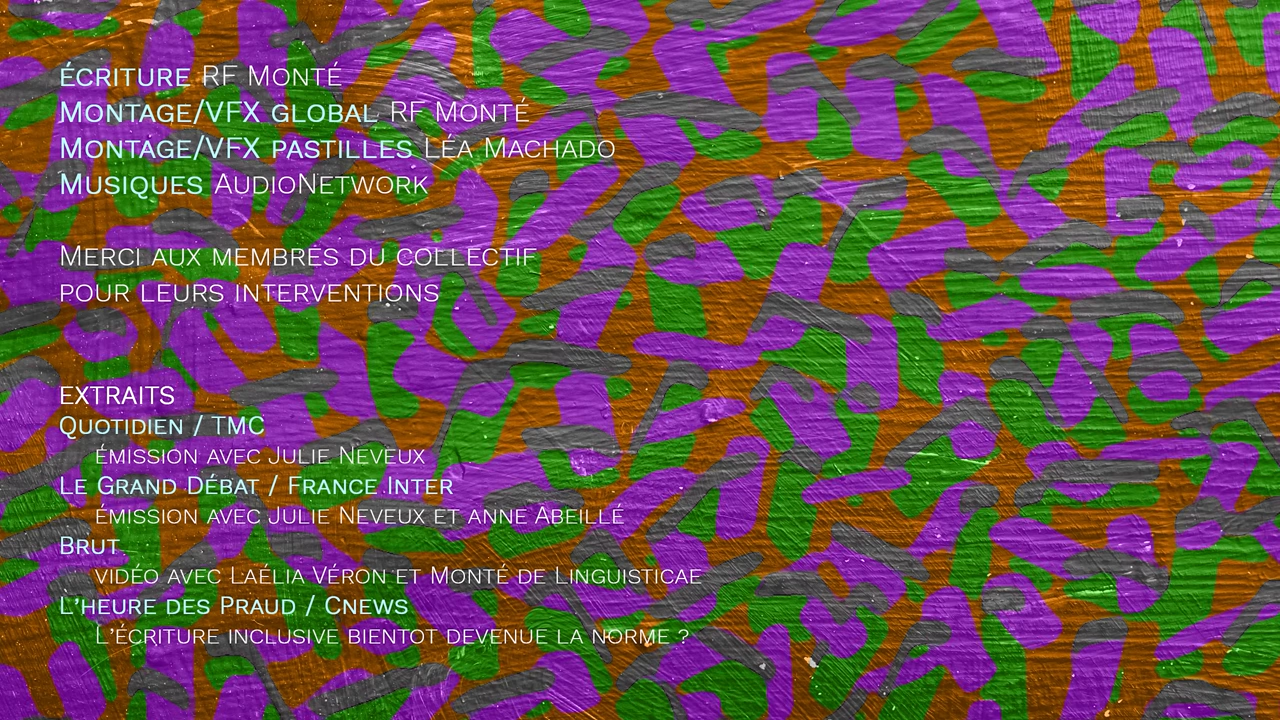 ÉCRITURE RF MONTÉ
MONTAGE/VFX GLOBAL RF MONTÉ
MONTAGE/VFX PASTILLES LÉA MACHADO
MUSIQUES AUDIONETWORK
MERCI AUX MEMBRES DU COLLECTIF
POUR LEURS INTERVENTIONS
EXTRAITS
QUOTIDIEN / TMC
ÉMISSION AVEC JULIE NEVEUX
LE GRAND DÉBAT / FRANCE INTER
ÉMISSION AVEC JULIE NEVEUX ET ANNE ABEILLÉ
BRUT
VIDÉO AVEC LAÉLIA VÉRON ET MONTÉ DE LINGUISTICAE
L’HEURE DES PRAUD / CNEWS
L’ÉCRITURE INCLUSIVE BIENTOT DEVENUE LA NORME ?